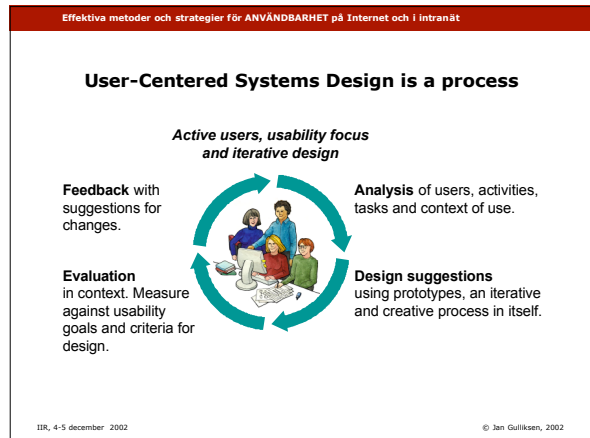 Effektiva metoder och strategier för ANVÄNDBARHET på Internet och i intranät
User-Centered Systems Design is a process
Active users, usability focus
and iterative design
Feedback with
suggestions for
changes.
Analysis of users, activities,
tasks and context of use.
Evaluation
in context. Measure
against usability
goals and criteria for
design.
Design suggestions
using prototypes, an iterative
and creative process in itself.
IIR, 4-5 december 2002
© Jan Gulliksen, 2002